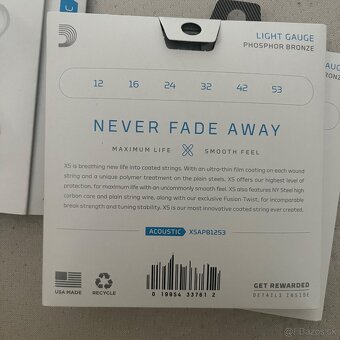 LIGHT GAUGE
PHOSPHOR BRONZE
12 16 24 32 42 53
NEVER FADE AWAY
MAXIMUM LIFE X SMOOTH FEEL
XS is breathing new life into coated strings. With an ultra-thin film coating on each wound
string and a unique polymer treatment on the plain steels, XS offers our highest level of
protection, for maximum life with an uncommonly smooth feel. XS also features NY Steel high
carbon core and plain string wire, along with our exclusive Fusion Twist, for incomparable
break strength and tuning stability. XS is our most innovative coated string ever created.
ACOUSTIC XSAPB1253
USA MADE
RECYCLE
0 19954 33761 2
GET REWARDED
DETAILS INSIDE